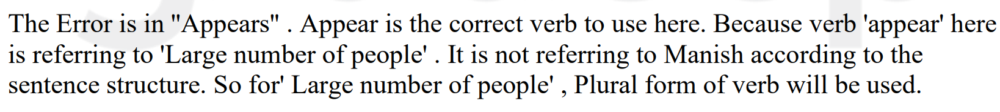 The Error is in "Appears" . Appear is the correct verb to use here. Because verb 'appear' here
is referring to 'Large number of people' . It is not referring to Manish according to the
sentence structure. So for' Large number of people' , Plural form of verb will be used.